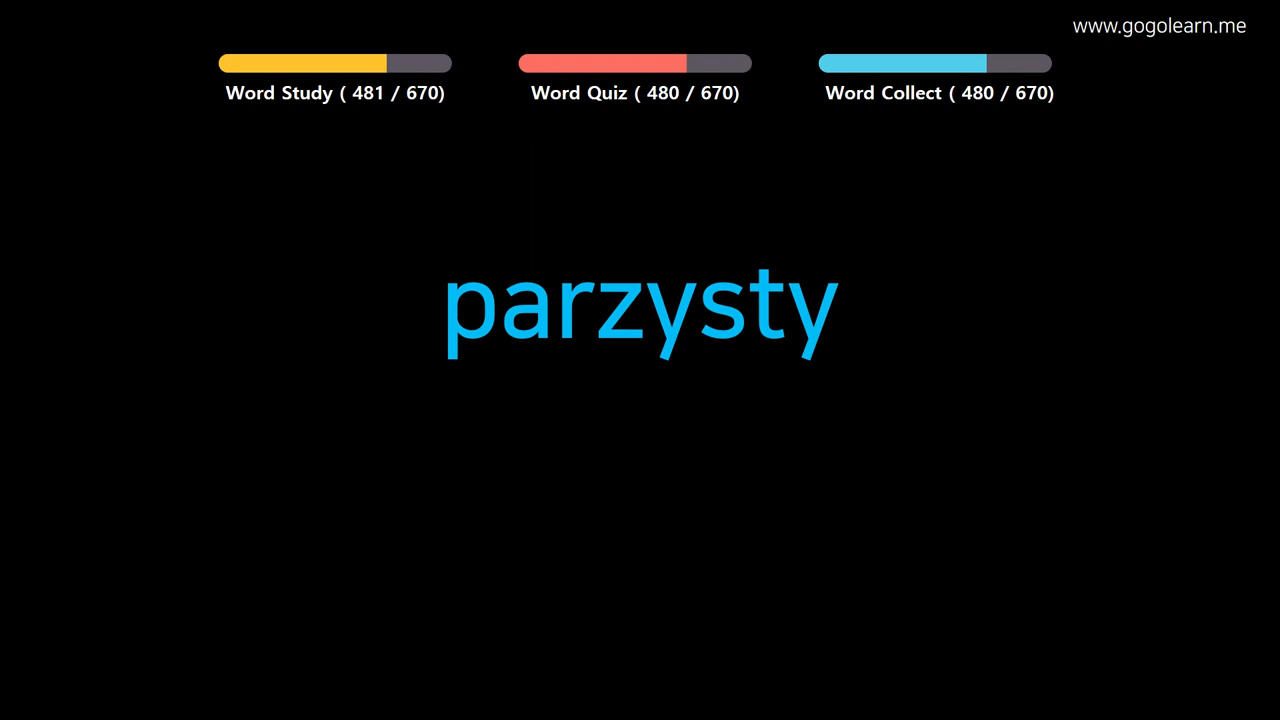 www.gogolearn.me
Word Study ( 481 / 670)
Word Quiz ( 480 / 670)
Word Collect ( 480 / 670)
parzysty